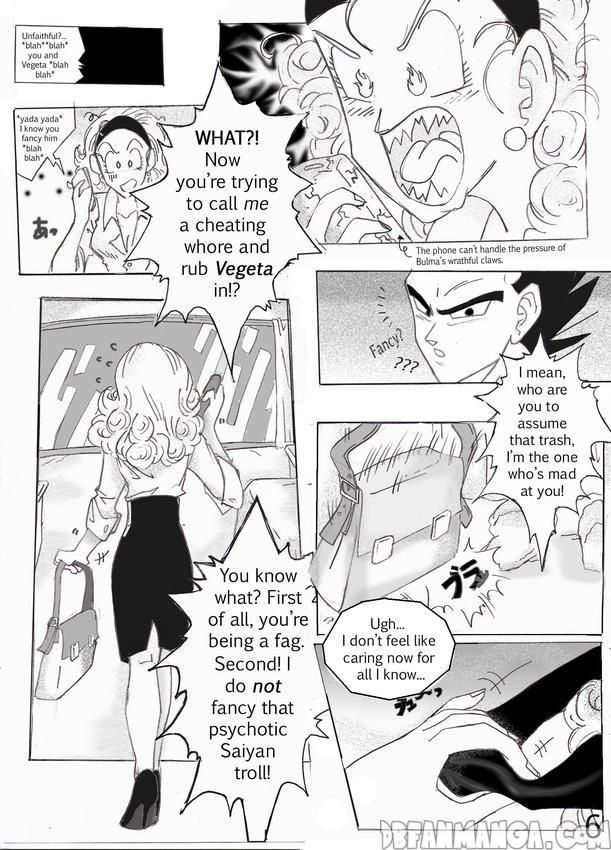 Unfaithful?...
*blah**blah*
you and
Vegeta *blah
blah*
*yada yada*
I know you
fancy him
*blah
blah*
あっ
WHAT?!
Now
you're trying
to call me
a cheating
whore and
rub Vegeta
in!?
The phone can't handle the pressure of
Bulma's wrathful claws.
Fancy?
???
I mean,
who are
you to
assume
that trash,
I'm the one
who's mad
at you!
You know
what? First
of all, you're
being a fag.
Second! I
do not
fancy that
psychotic
Saiyan
troll!
ブラ
Ugh...
I don't feel like
caring now for
all I know...
6
DBFANMANGA.COM